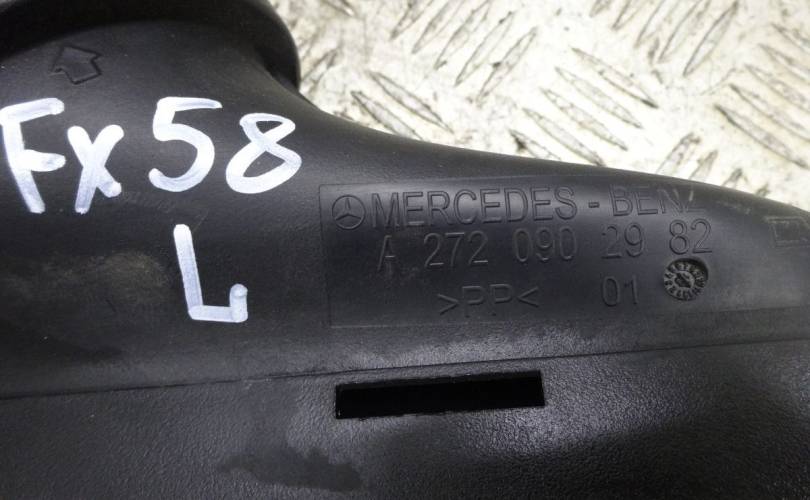 Fx58
L
MERCEDES-BENZ
A 272 090 29 82
>PP< 01